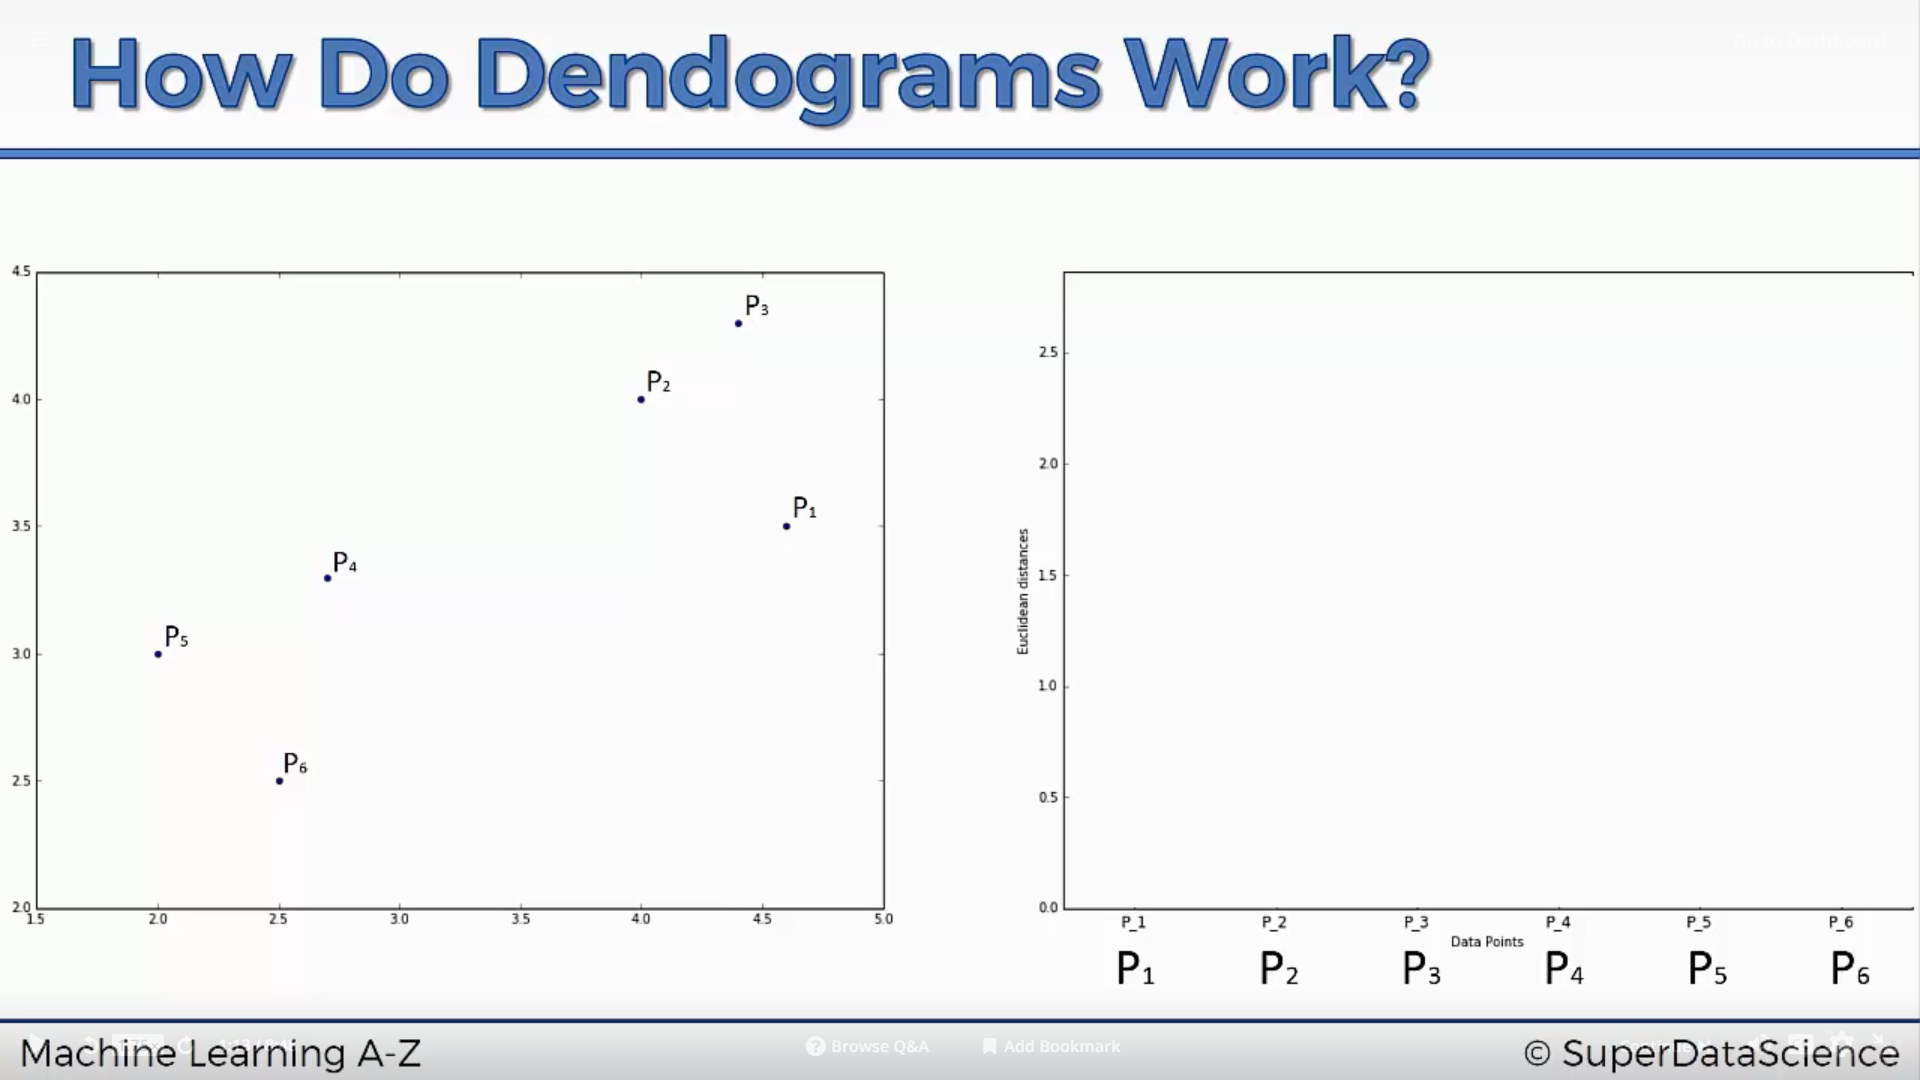 How Do Dendograms Work?
4.5
P3
P2
4.0
P1
3.5
P4
P5
3.0
P6
2.5
2.0
1.5 2.0 2.5 3.0 3.5 4.0 4.5 5.0
2.5
2.0
1.5
Euclidean distances
1.0
0.5
0.0
P_1 P_2 P_3 P_4 P_5 P_6
Data Points
P1 P2 P3 P4 P5 P6
Machine Learning A-Z
Browse Q&A Add Bookmark
© SuperDataScience